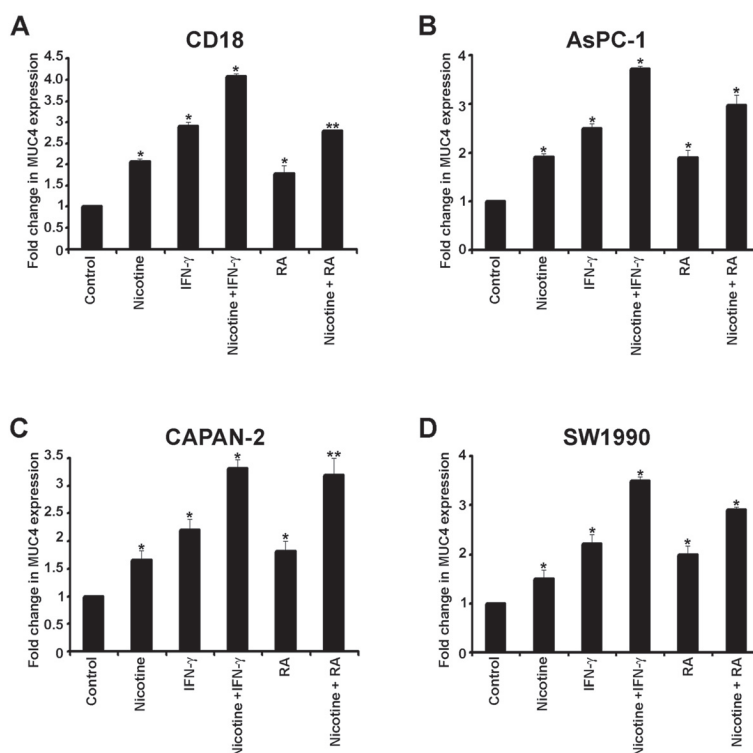 A
CD18
Fold change in MUC4 expression
4.5
4.0
3.5
3.0
2.5
2
1.5
1
0.5
0
*
*
*
*
**
Control
Nicotine
IFN-γ
Nicotine +IFN-γ
RA
Nicotine + RA
B
AsPC-1
Fold change in MUC4 expression
4
3
2
1
0
*
*
*
*
*
Control
Nicotine
IFN-γ
Nicotine +IFN-γ
RA
Nicotine + RA
C
CAPAN-2
Fold change in MUC4 expression
3.5
3
2.5
2
1.5
1
0.5
0
*
*
*
*
**
Control
Nicotine
IFN-γ
Nicotine +IFN-γ
RA
Nicotine + RA
D
SW1990
Fold change in MUC4 expression
4
3
2
1
0
*
*
*
*
*
Control
Nicotine
IFN-γ
Nicotine +IFN-γ
RA
Nicotine + RA